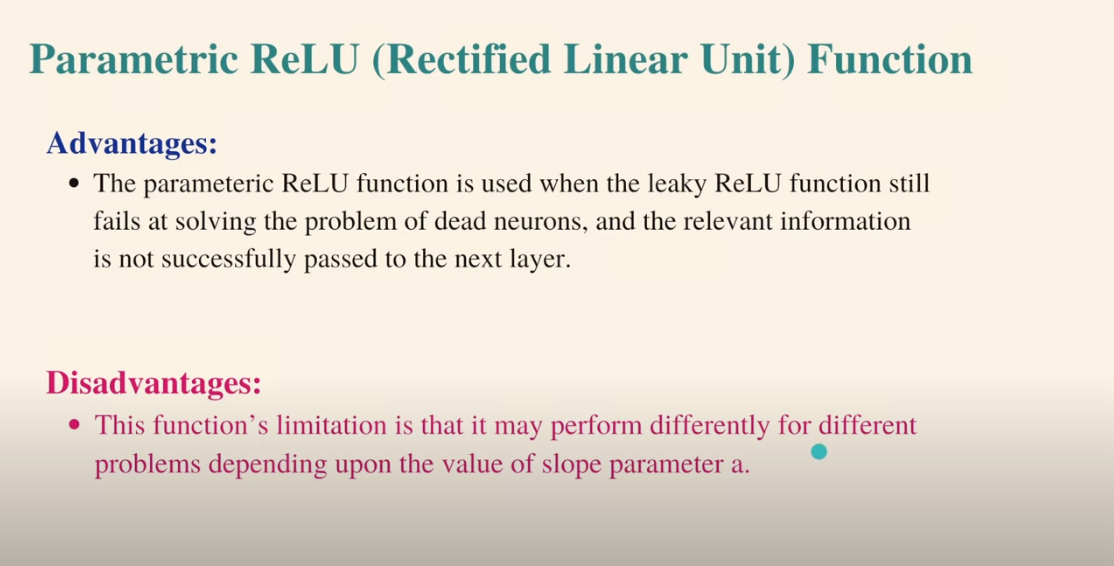 Parametric ReLU (Rectified Linear Unit) Function
Advantages:
• The parameteric ReLU function is used when the leaky ReLU function still
fails at solving the problem of dead neurons, and the relevant information
is not successfully passed to the next layer.
Disadvantages:
• This function’s limitation is that it may perform differently for different
problems depending upon the value of slope parameter a.